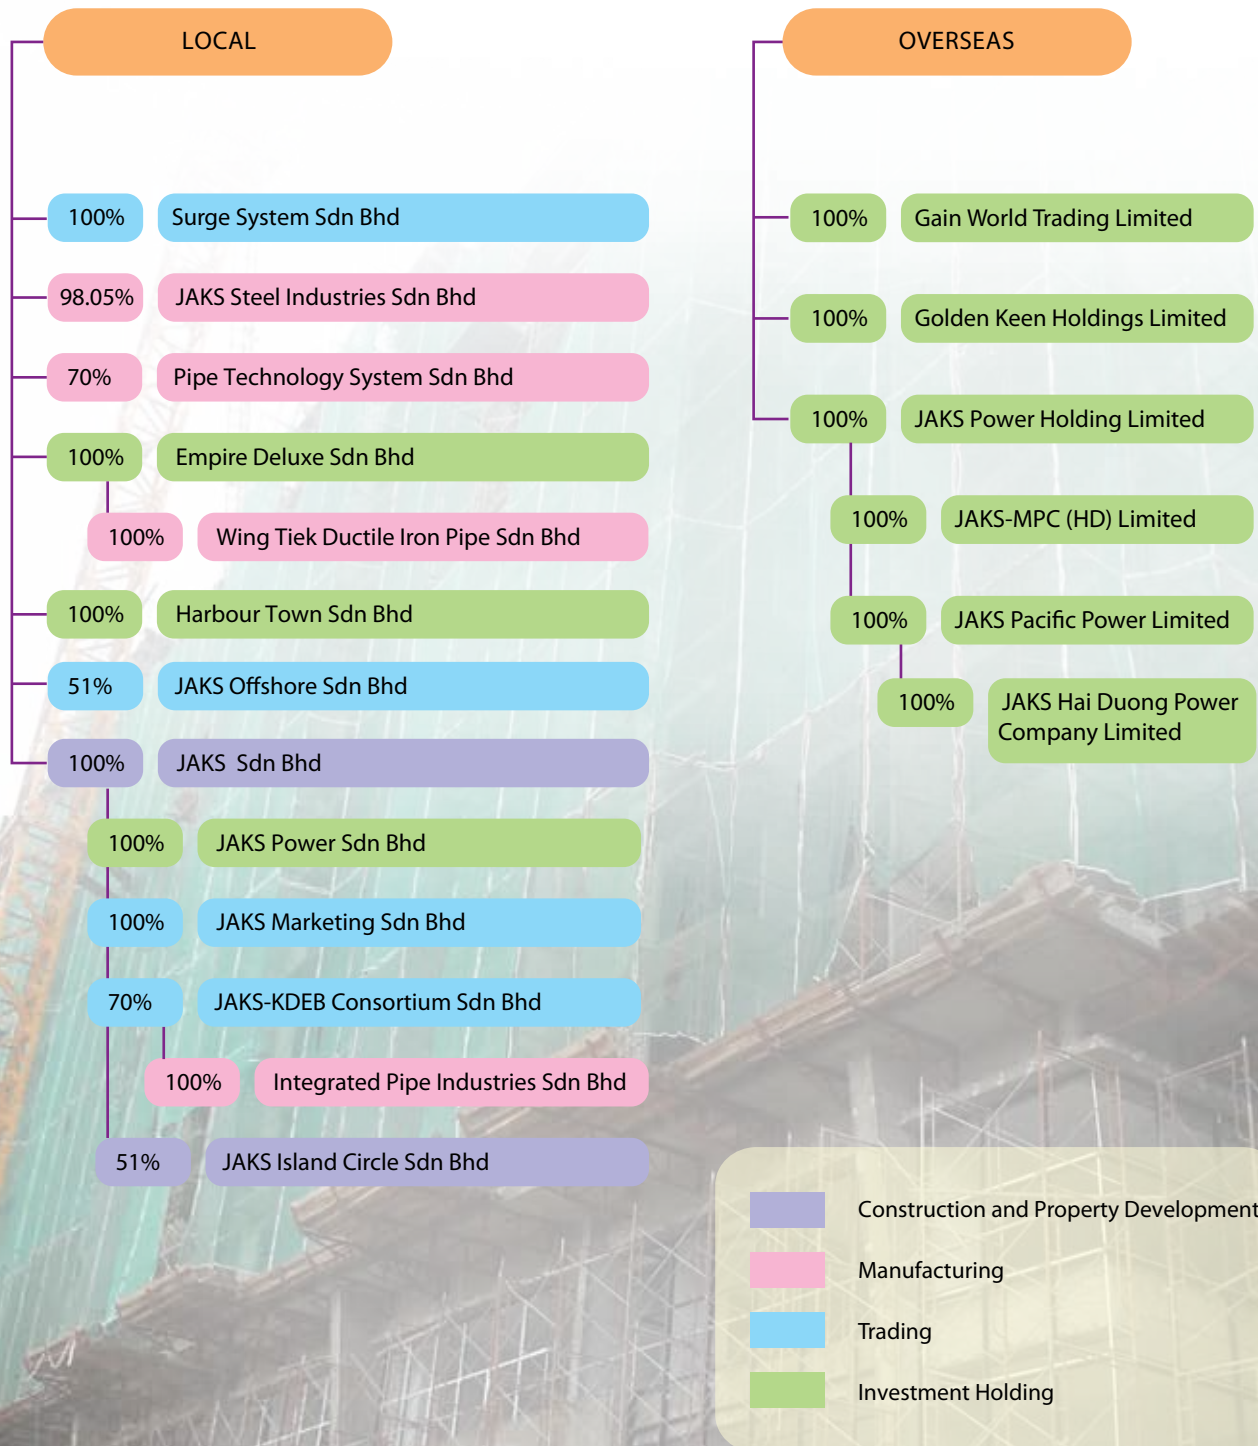 LOCAL
100% Surge System Sdn Bhd
98.05% JAKS Steel Industries Sdn Bhd
70% Pipe Technology System Sdn Bhd
100% Empire Deluxe Sdn Bhd
100% Wing Tiek Ductile Iron Pipe Sdn Bhd
100% Harbour Town Sdn Bhd
51% JAKS Offshore Sdn Bhd
100% JAKS Sdn Bhd
100% JAKS Power Sdn Bhd
100% JAKS Marketing Sdn Bhd
70% JAKS-KDEB Consortium Sdn Bhd
100% Integrated Pipe Industries Sdn Bhd
51% JAKS Island Circle Sdn Bhd
OVERSEAS
100% Gain World Trading Limited
100% Golden Keen Holdings Limited
100% JAKS Power Holding Limited
100% JAKS-MPC (HD) Limited
100% JAKS Pacific Power Limited
100% JAKS Hai Duong Power
Company Limited
Construction and Property Development
Manufacturing
Trading
Investment Holding